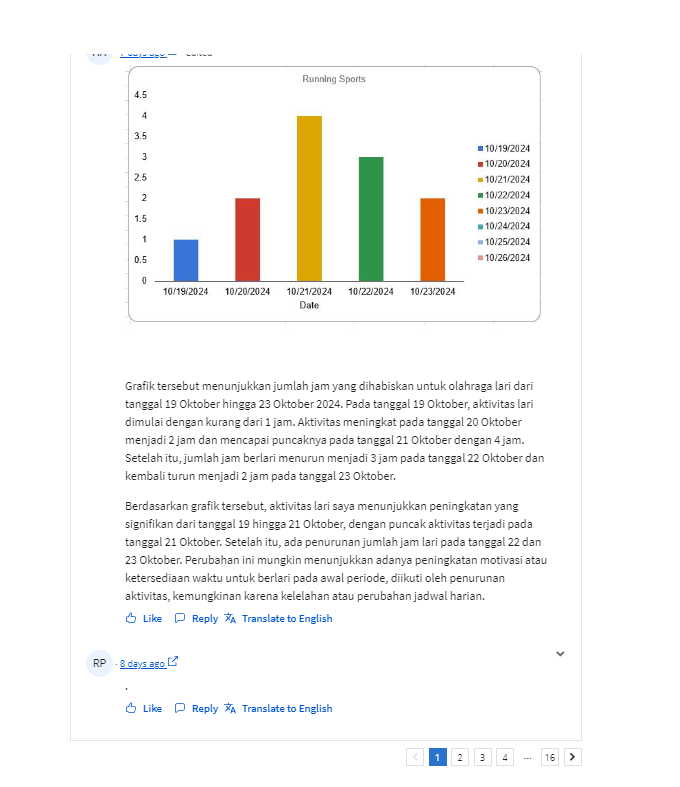 Running Sports
4.5
4
3.5
3
2.5
2
1.5
1
0.5
0
10/19/2024 10/20/2024 10/21/2024 10/22/2024 10/23/2024
Date
10/19/2024
10/20/2024
10/21/2024
10/22/2024
10/23/2024
10/24/2024
10/25/2024
10/26/2024
Grafik tersebut menunjukkan jumlah jam yang dihabiskan untuk olahraga lari dari
tanggal 19 Oktober hingga 23 Oktober 2024. Pada tanggal 19 Oktober, aktivitas lari
dimulai dengan kurang dari 1 jam. Aktivitas meningkat pada tanggal 20 Oktober
menjadi 2 jam dan mencapai puncaknya pada tanggal 21 Oktober dengan 4 jam.
Setelah itu, jumlah jam berlari menurun menjadi 3 jam pada tanggal 22 Oktober dan
kembali turun menjadi 2 jam pada tanggal 23 Oktober.
Berdasarkan grafik tersebut, aktivitas lari saya menunjukkan peningkatan yang
signifikan dari tanggal 19 hingga 21 Oktober, dengan puncak aktivitas terjadi pada
tanggal 21 Oktober. Setelah itu, ada penurunan jumlah jam lari pada tanggal 22 dan
23 Oktober. Perubahan ini mungkin menunjukkan adanya peningkatan motivasi atau
ketersediaan waktu untuk berlari pada awal periode, diikuti oleh penurunan
aktivitas, kemungkinan karena kelelahan atau perubahan jadwal harian.
Like Reply Translate to English
RP · 8 days ago
.
Like Reply Translate to English
< 1 2 3 4 ... 16 >